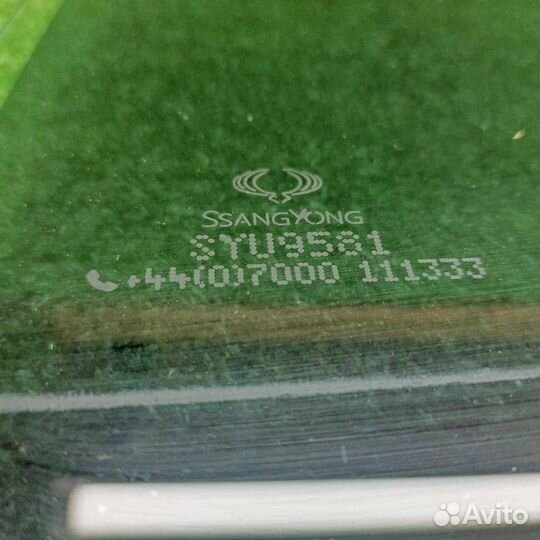 SSANGYONG
SYU9581
+44(0)7000 111333
Avito